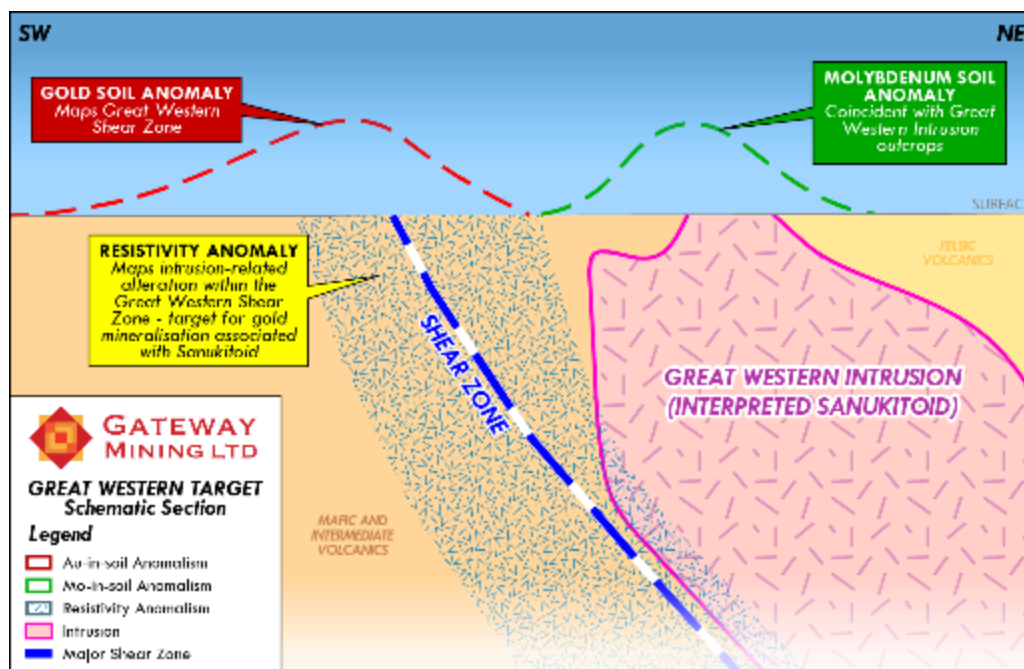 SW
NE
GOLD SOIL ANOMALY
Maps Great Western
Shear Zone
MOLYBDENUM SOIL
ANOMALY
Coincident with Great
Western Intrusion
outcrops
SURFAC
RESISTIVITY ANOMALY
Maps intrusion-related
alteration within the
Great Western Shear
Zone - target for gold
mineralisation associated
with Sanukitoid
FELSIC
VOLCANICS
SHEAR ZONE
GREAT WESTERN INTRUSION
(INTERPRETED SANUKITOID)
GATEWAY
MINING LTD
GREAT WESTERN TARGET
Schematic Section
Legend
Au-in-soil Anomalism
Mo-in-soil Anomalism
Resistivity Anomalism
Intrusion
Major Shear Zone
MAFIC AND
INTERMEDIATE
VOLCANICS